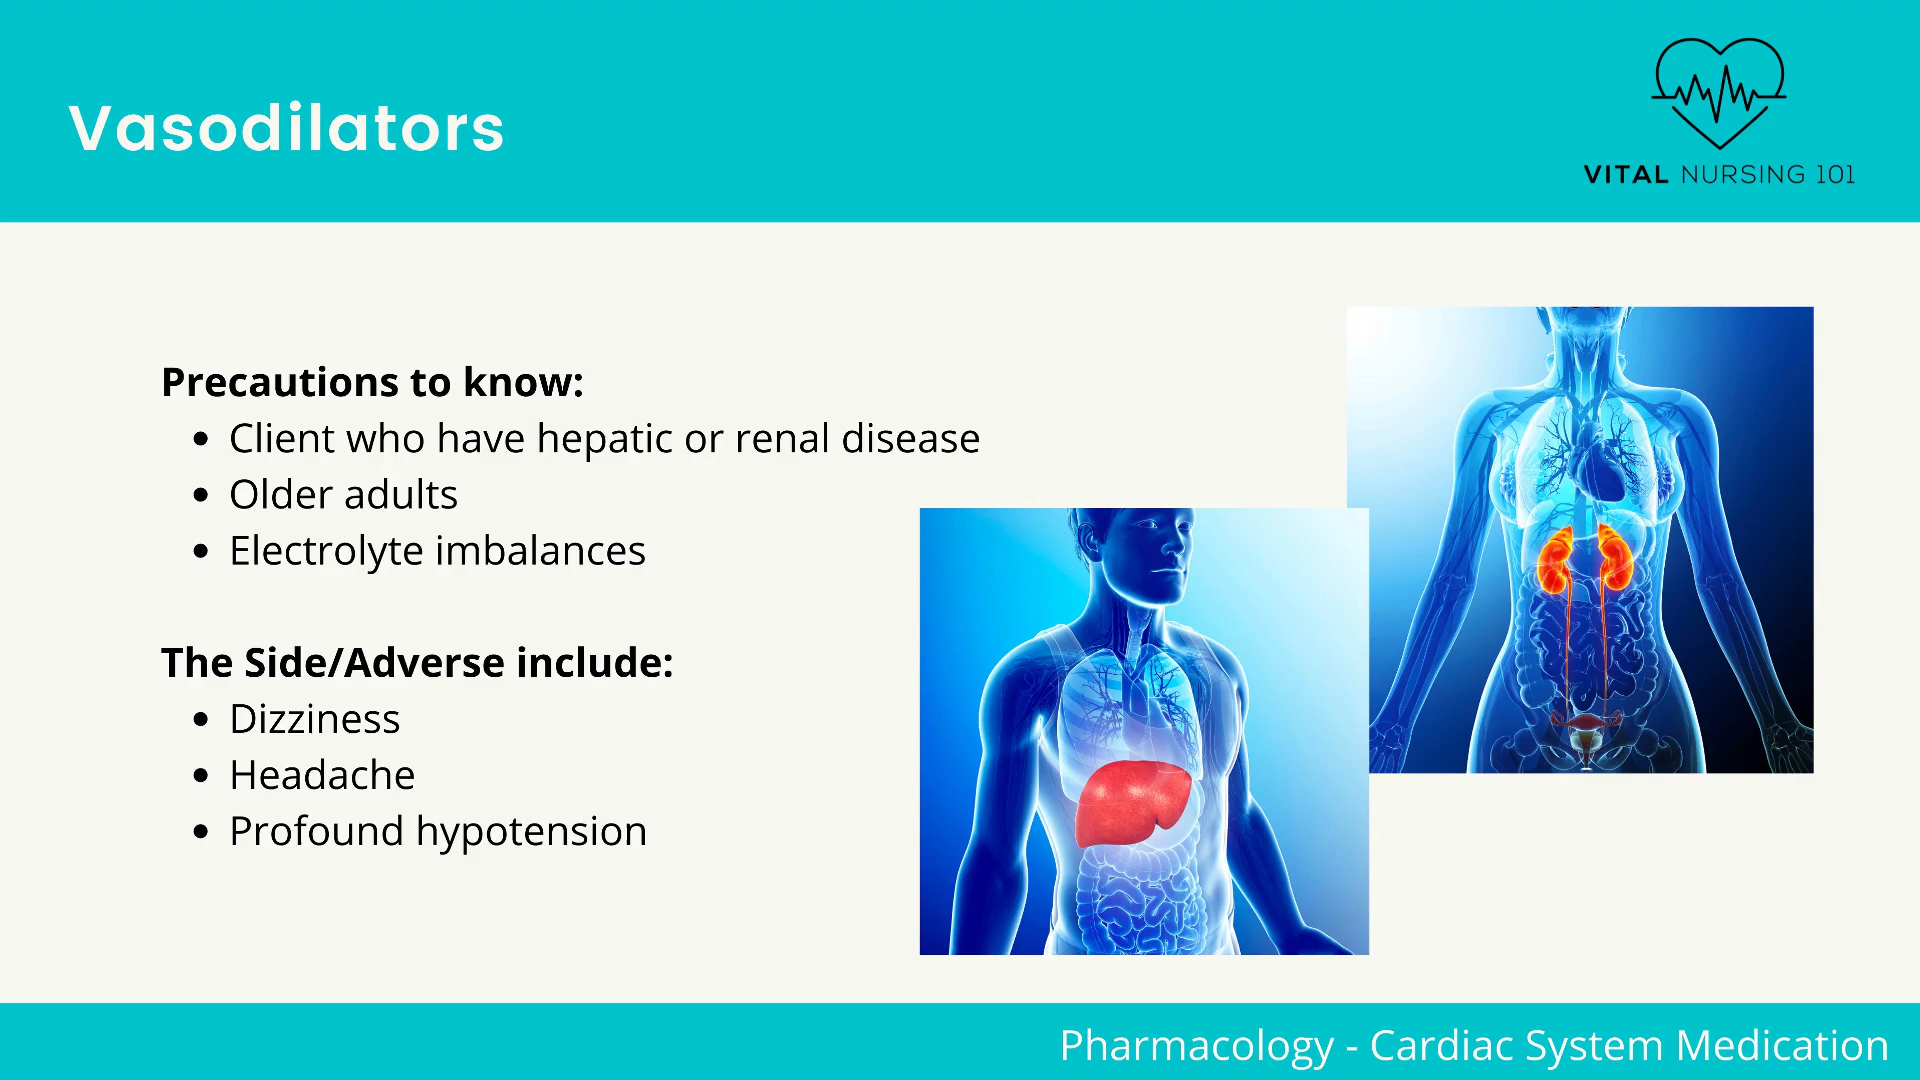 Vasodilators
VITAL NURSING 101
Precautions to know:
• Client who have hepatic or renal disease
• Older adults
• Electrolyte imbalances
The Side/Adverse include:
• Dizziness
• Headache
• Profound hypotension
Pharmacology - Cardiac System Medication